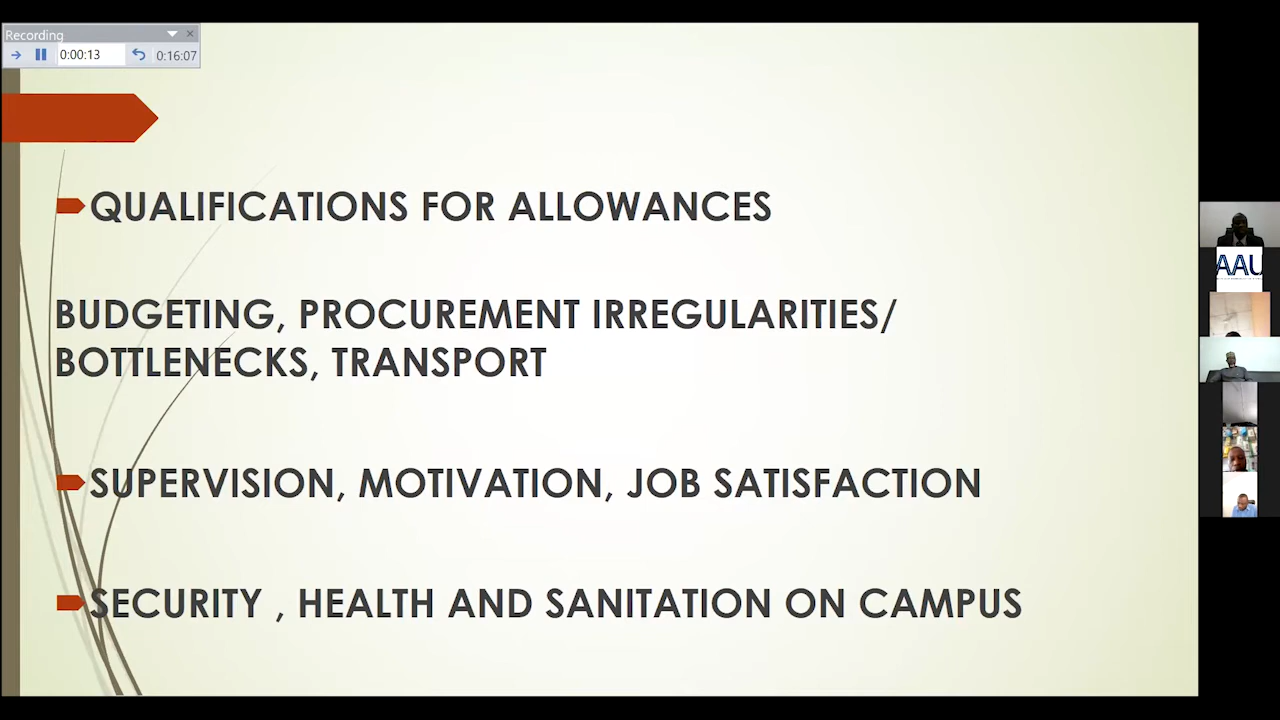 Recording
0:00:13
0:16:07
QUALIFICATIONS FOR ALLOWANCES
BUDGETING, PROCUREMENT IRREGULARITIES/
BOTTLENECKS, TRANSPORT
SUPERVISION, MOTIVATION, JOB SATISFACTION
SECURITY , HEALTH AND SANITATION ON CAMPUS
AAU